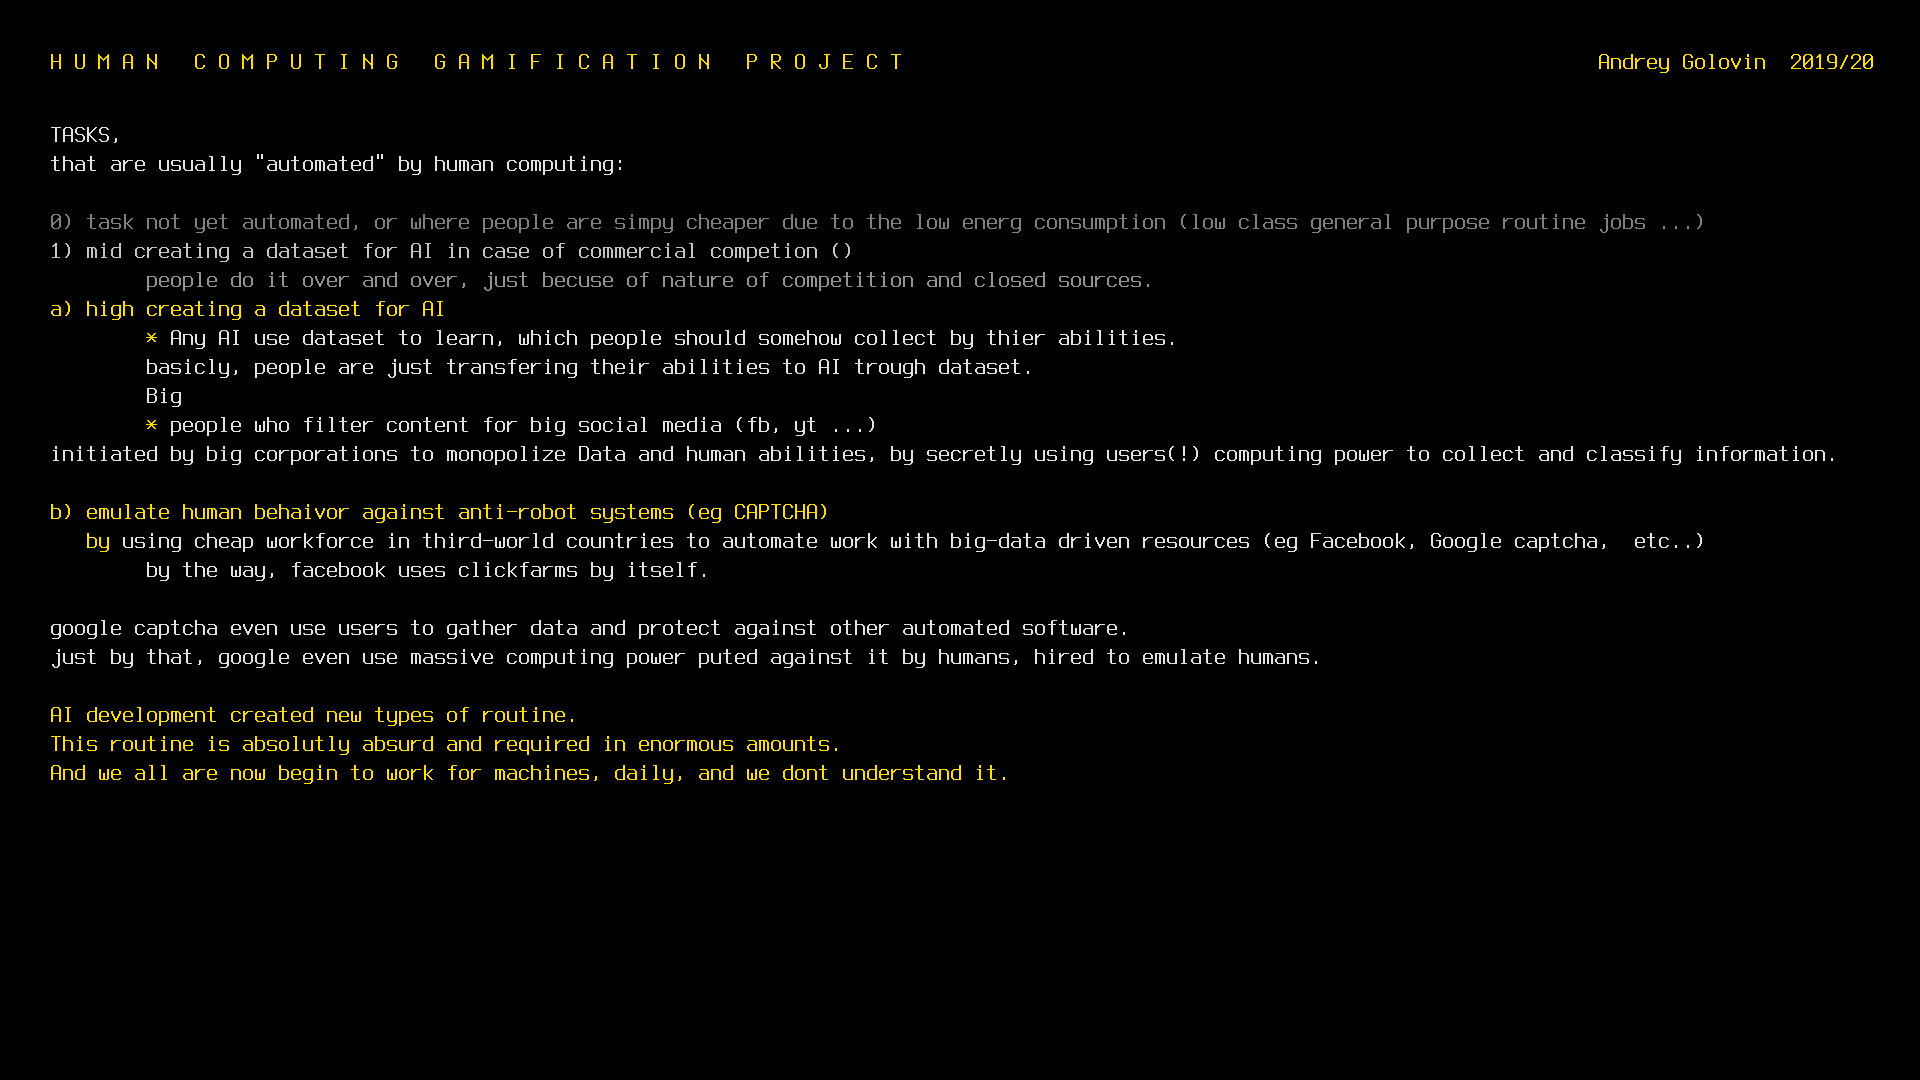 HUMAN COMPUTING GAMIFICATION PROJECT
Andrey Golovin  2019/20
TASKS,
that are usually "automated" by human computing:
0) task not yet automated, or where people are simpy cheaper due to the low energ consumption (low class general purpose routine jobs ...)
1) mid creating a dataset for AI in case of commercial competion ()
people do it over and over, just becuse of nature of competition and closed sources.
a) high creating a dataset for AI
* Any AI use dataset to learn, which people should somehow collect by thier abilities.
basicly, people are just transfering their abilities to AI trough dataset.
Big
* people who filter content for big social media (fb, yt ...)
initiated by big corporations to monopolize Data and human abilities, by secretly using users(!) computing power to collect and classify information.
b) emulate human behaivor against anti-robot systems (eg CAPTCHA)
by using cheap workforce in third-world countries to automate work with big-data driven resources (eg Facebook, Google captcha,  etc..)
by the way, facebook uses clickfarms by itself.
google captcha even use users to gather data and protect against other automated software.
just by that, google even use massive computing power puted against it by humans, hired to emulate humans.
AI development created new types of routine.
This routine is absolutly absurd and required in enormous amounts.
And we all are now begin to work for machines, daily, and we dont understand it.